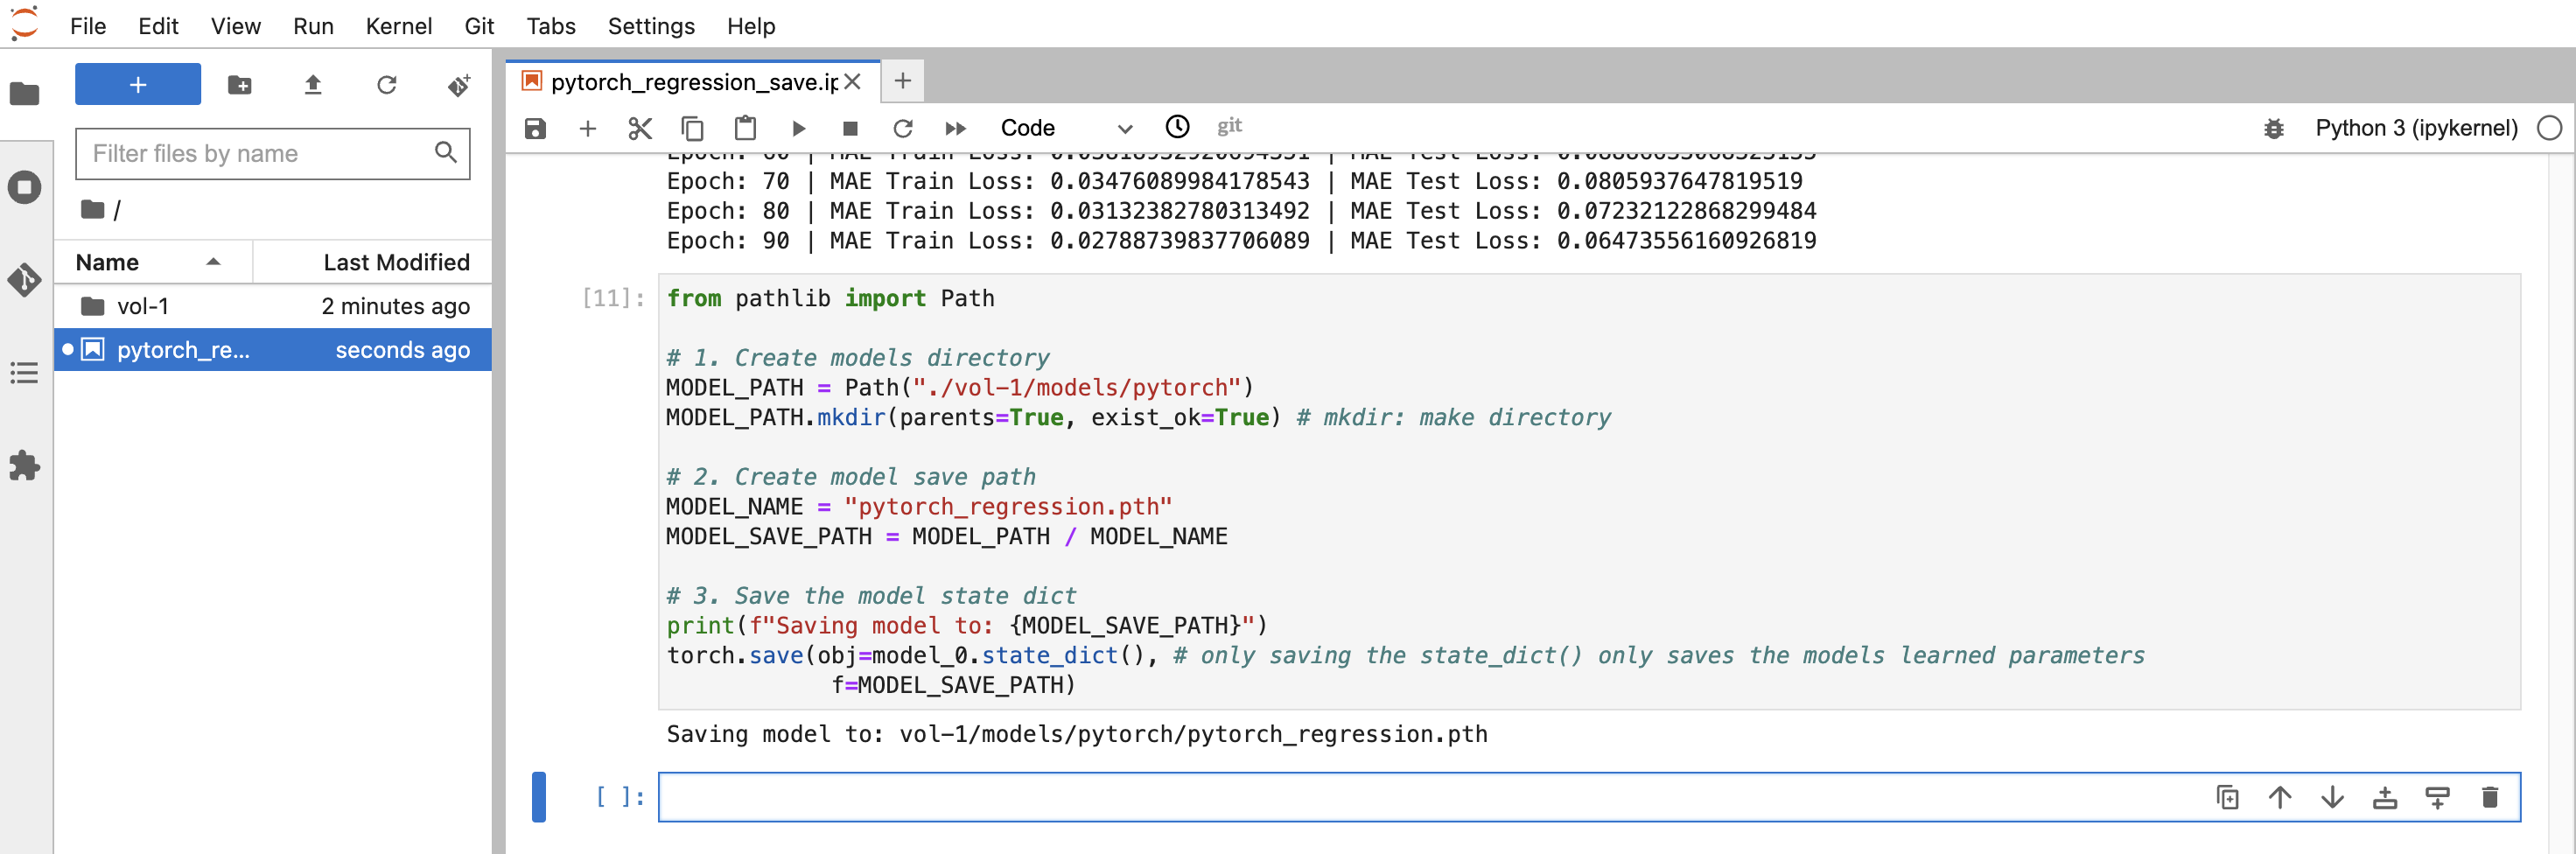 File Edit View Run Kernel Git Tabs Settings Help
Filter files by name
/
Name Last Modified
vol-1 2 minutes ago
pytorch_re... seconds ago
pytorch_regression_save.ip
Code git Python 3 (ipykernel)
Epoch: 70 | MAE Train Loss: 0.03476089984178543 | MAE Test Loss: 0.0805937647819519
Epoch: 80 | MAE Train Loss: 0.03132382780313492 | MAE Test Loss: 0.07232122868299484
Epoch: 90 | MAE Train Loss: 0.02788739837706089 | MAE Test Loss: 0.06473556160926819
[11]: from pathlib import Path
# 1. Create models directory
MODEL_PATH = Path("./vol-1/models/pytorch")
MODEL_PATH.mkdir(parents=True, exist_ok=True) # mkdir: make directory
# 2. Create model save path
MODEL_NAME = "pytorch_regression.pth"
MODEL_SAVE_PATH = MODEL_PATH / MODEL_NAME
# 3. Save the model state dict
print(f"Saving model to: {MODEL_SAVE_PATH}")
torch.save(obj=model_0.state_dict(), # only saving the state_dict() only saves the models learned parameters
f=MODEL_SAVE_PATH)
Saving model to: vol-1/models/pytorch/pytorch_regression.pth
[ ]: